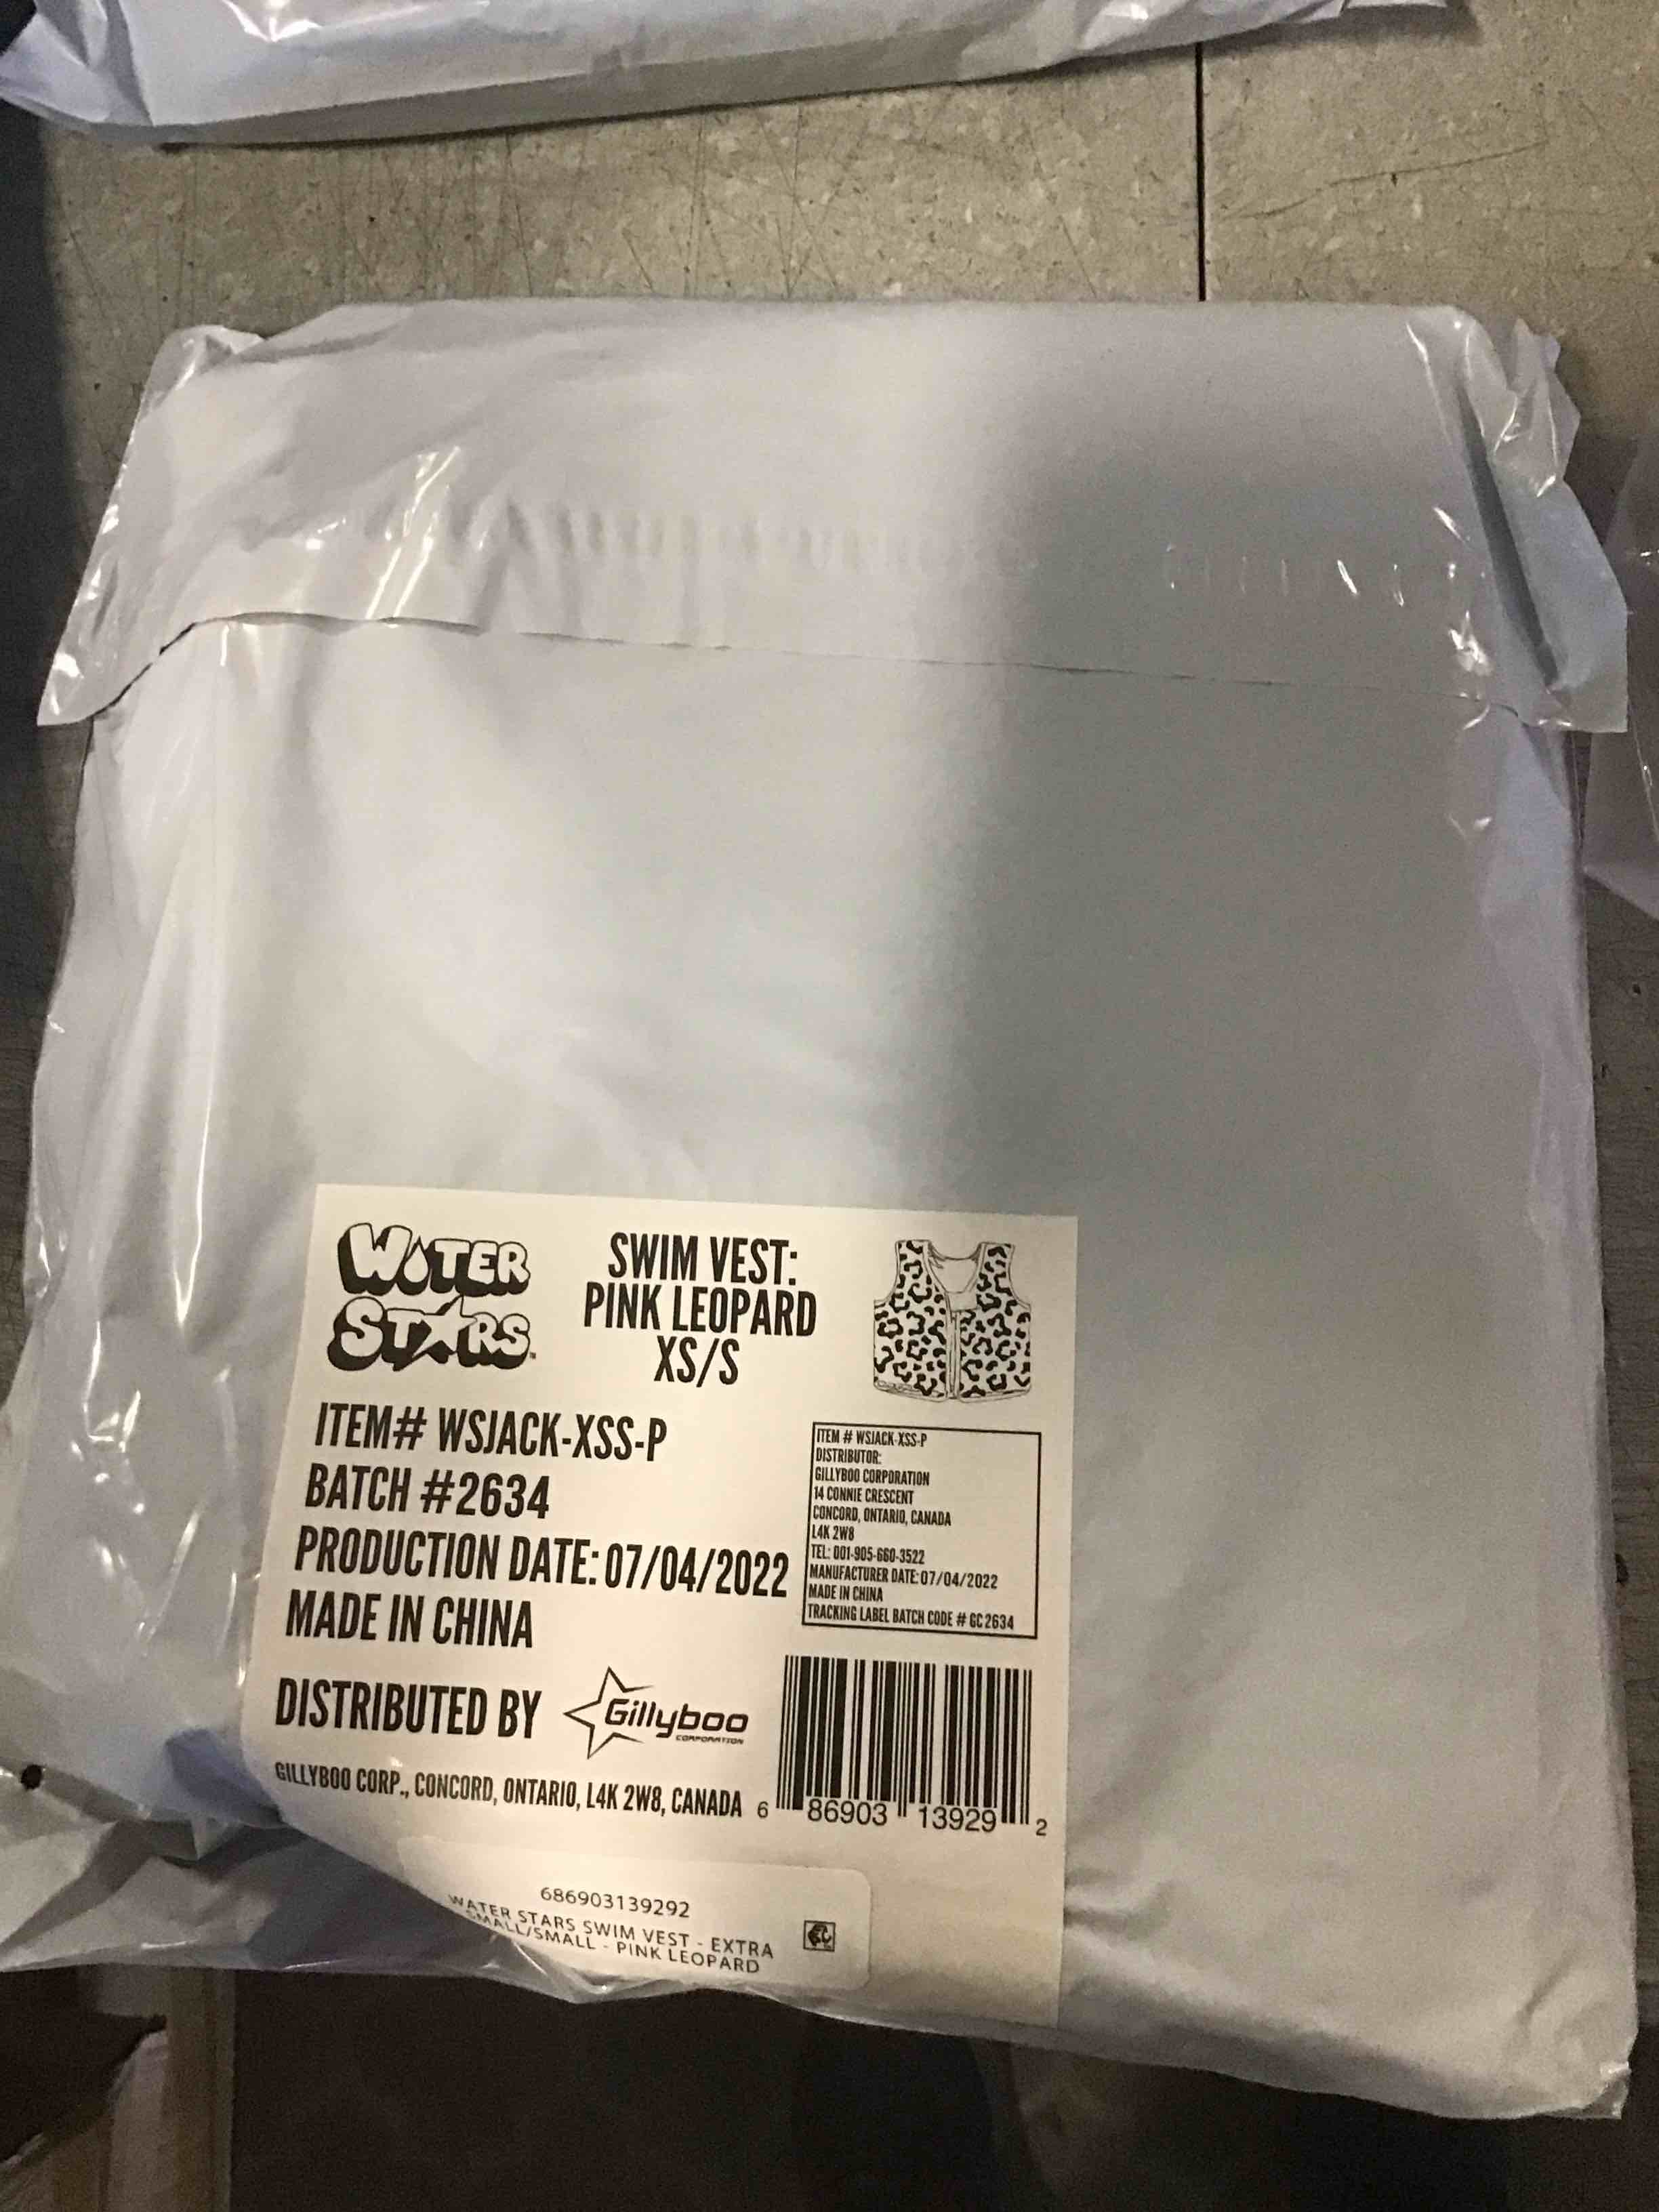 WATER
STARS
SWIM VEST:
PINK LEOPARD
XS/S
ITEM# WSJACK-XSS-P
BATCH #2634
PRODUCTION DATE: 07/04/2022
MADE IN CHINA
ITEM # WSJACK-XSS-P
DISTRIBUTOR:
GILLYBOO CORPORATION
14 CONNIE CRESCENT
CONCORD, ONTARIO, CANADA
L4K 2W8
TEL: 001-905-660-3522
MANUFACTURER DATE: 07/04/2022
MADE IN CHINA
TRACKING LABEL BATCH CODE # GC2634
DISTRIBUTED BY
Gillyboo
CORPORATION
GILLYBOO CORP., CONCORD, ONTARIO, L4K 2W8, CANADA
6 86903 13929 2
686903139292
WATER STARS SWIM VEST - EXTRA
SMALL/SMALL - PINK LEOPARD